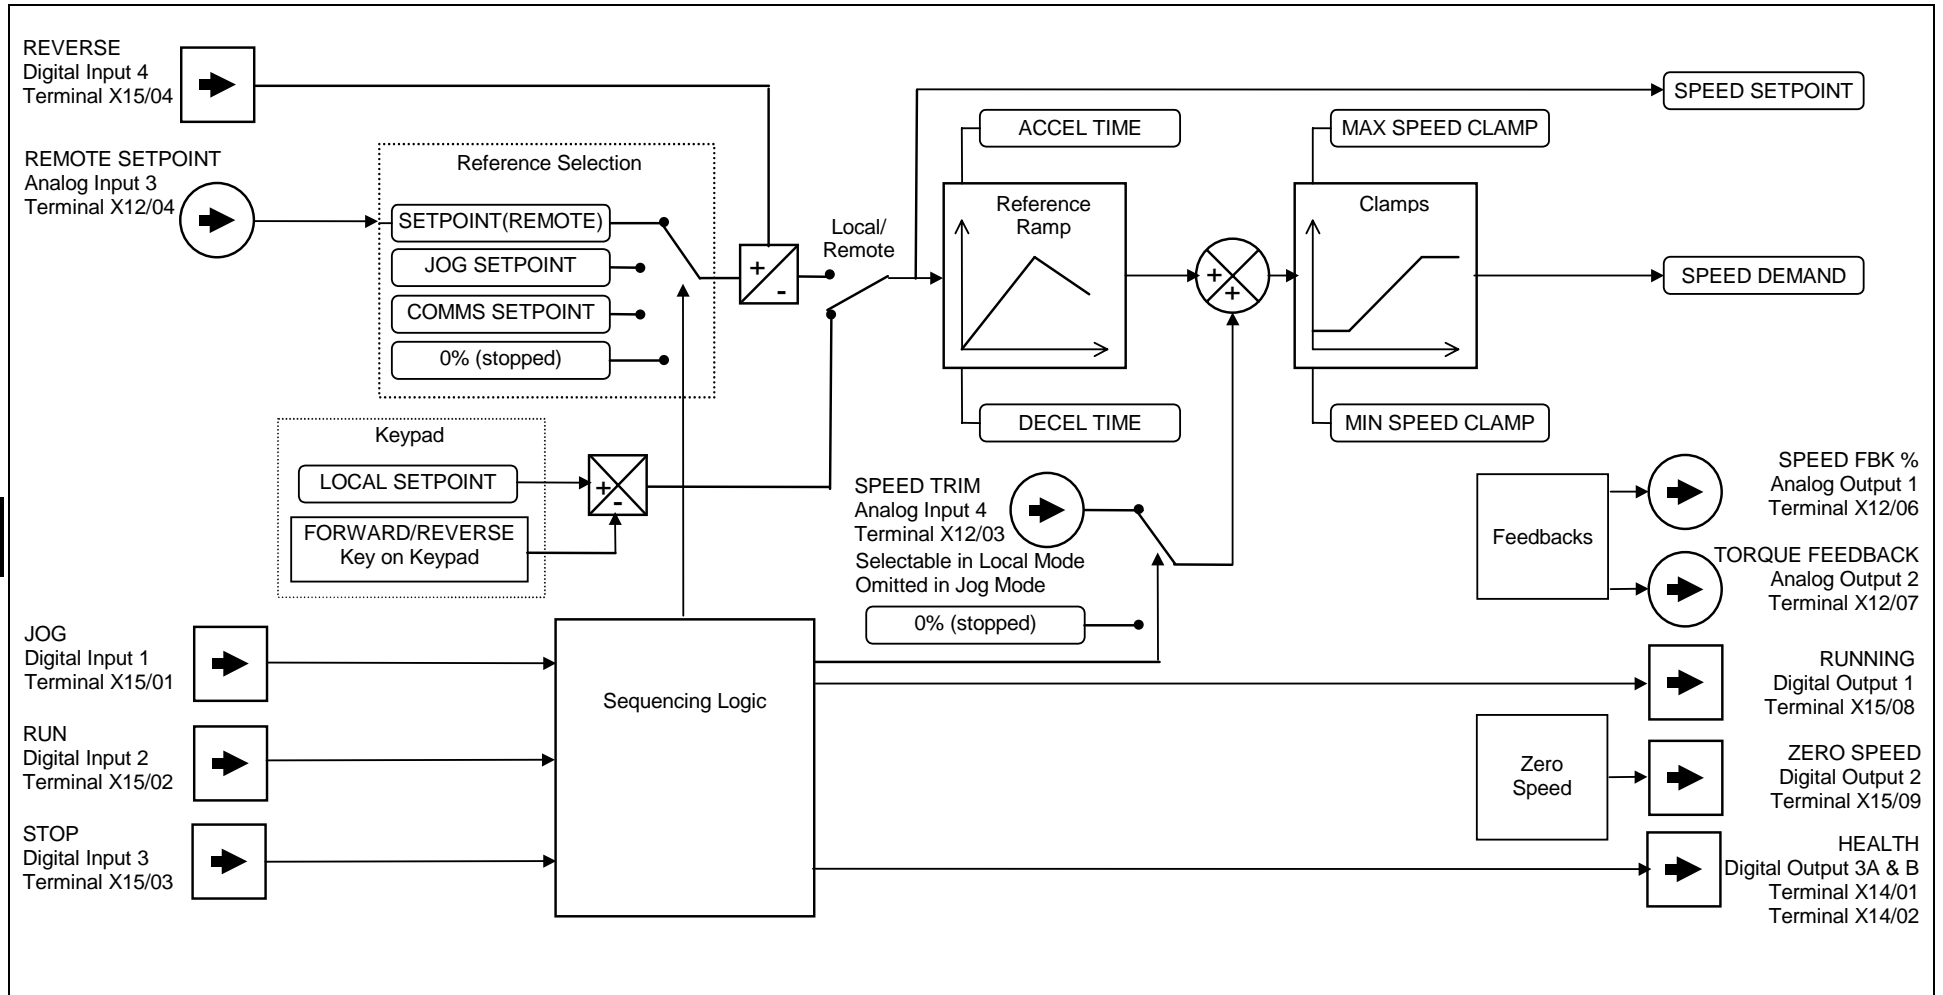 REVERSE
Digital Input 4
Terminal X15/04
REMOTE SETPOINT
Analog Input 3
Terminal X12/04
Reference Selection
SETPOINT(REMOTE)
JOG SETPOINT
COMMS SETPOINT
0% (stopped)
+
-
Local/
Remote
Keypad
LOCAL SETPOINT
FORWARD/REVERSE
Key on Keypad
+
-
ACCEL TIME
Reference
Ramp
DECEL TIME
+
+
MAX SPEED CLAMP
Clamps
MIN SPEED CLAMP
SPEED SETPOINT
SPEED DEMAND
SPEED TRIM
Analog Input 4
Terminal X12/03
Selectable in Local Mode
Omitted in Jog Mode
0% (stopped)
JOG
Digital Input 1
Terminal X15/01
RUN
Digital Input 2
Terminal X15/02
STOP
Digital Input 3
Terminal X15/03
Sequencing Logic
Feedbacks
SPEED FBK %
Analog Output 1
Terminal X12/06
TORQUE FEEDBACK
Analog Output 2
Terminal X12/07
RUNNING
Digital Output 1
Terminal X15/08
Zero
Speed
ZERO SPEED
Digital Output 2
Terminal X15/09
HEALTH
Digital Output 3A & B
Terminal X14/01
Terminal X14/02